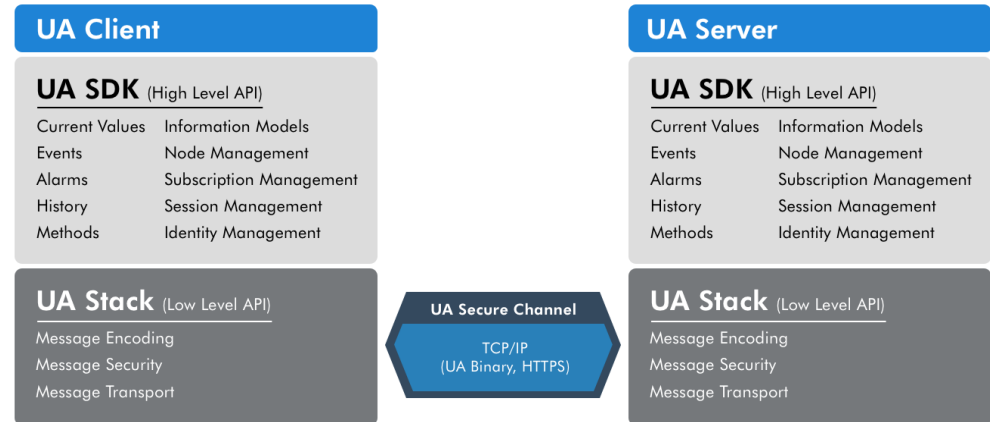 UA Client
UA SDK (High Level API)
Current Values Information Models
Events Node Management
Alarms Subscription Management
History Session Management
Methods Identity Management
UA Stack (Low Level API)
Message Encoding
Message Security
Message Transport
UA Secure Channel
TCP/IP
(UA Binary, HTTPS)
UA Server
UA SDK (High Level API)
Current Values Information Models
Events Node Management
Alarms Subscription Management
History Session Management
Methods Identity Management
UA Stack (Low Level API)
Message Encoding
Message Security
Message Transport